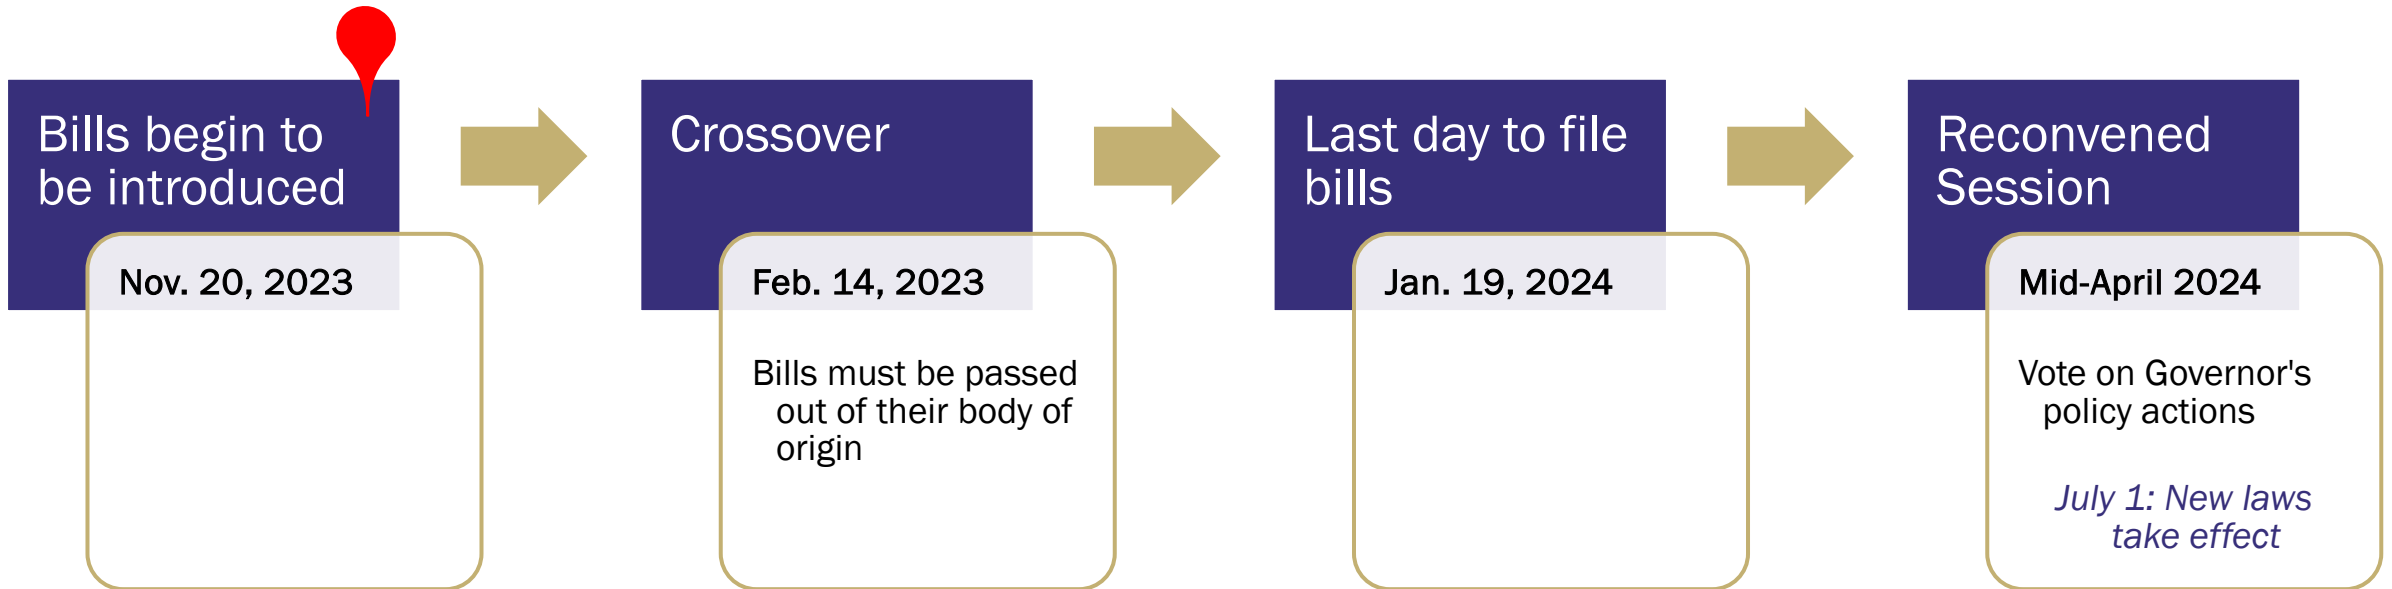 Bills begin to
be introduced
Nov. 20, 2023
Crossover
Feb. 14, 2023
Bills must be passed
out of their body of
origin
Last day to file
bills
Jan. 19, 2024
Reconvened
Session
Mid-April 2024
Vote on Governor's
policy actions
July 1: New laws
take effect